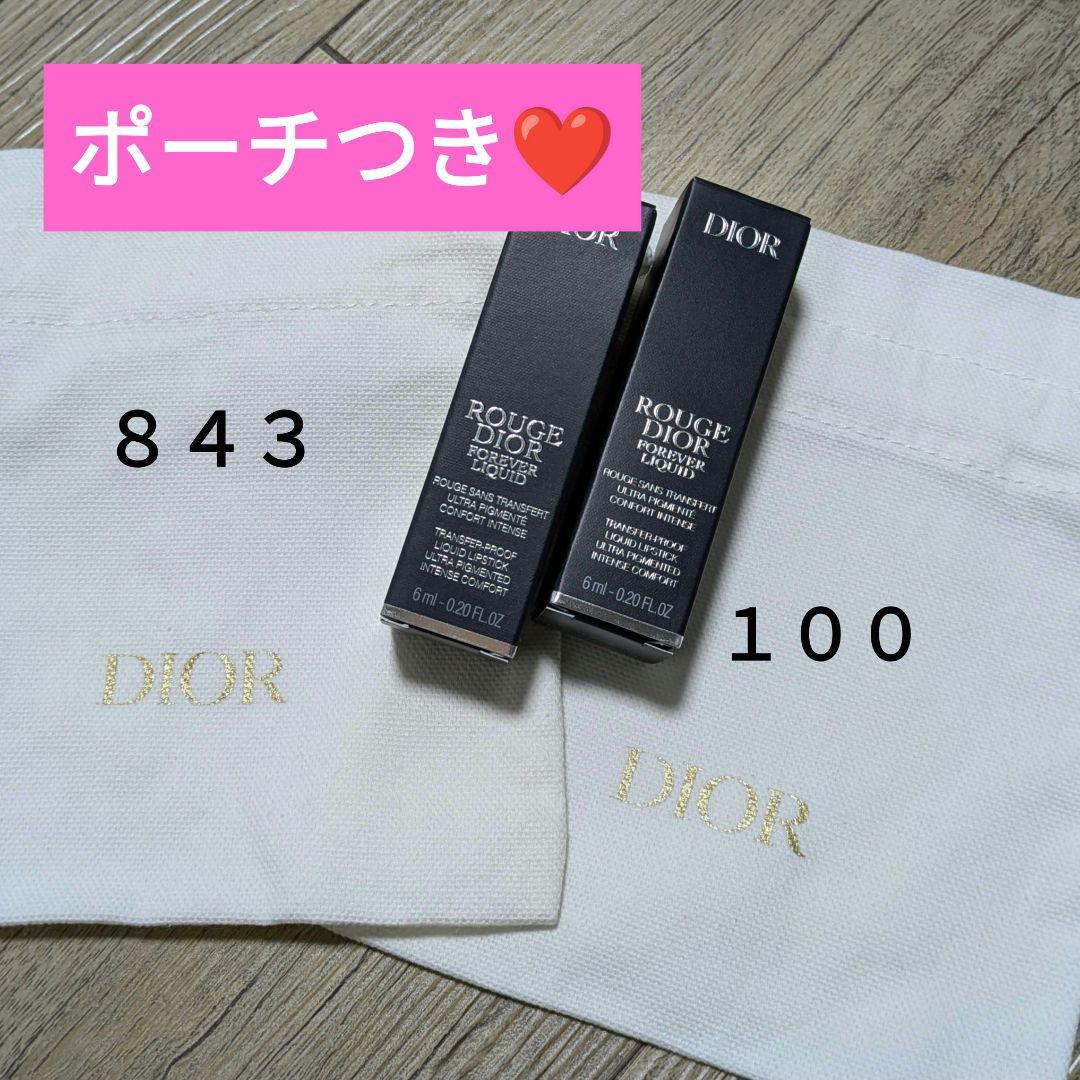 ポーチつき❤️
DIOR
ROUGE
DIOR
FOREVER
LIQUID
ROUGE SANS TRANSFERT
ULTRA PIGMENTÉ
CONFORT INTENSE
TRANSFER-PROOF
LIQUID LIPSTICK
ULTRA PIGMENTED
INTENSE COMFORT
6 ml - 0.20 FL.OZ
DIOR
ROUGE
DIOR
FOREVER
LIQUID
ROUGE SANS TRANSFERT
ULTRA PIGMENTÉ
CONFORT INTENSE
TRANSFER-PROOF
LIQUID LIPSTICK
ULTRA PIGMENTED
INTENSE COMFORT
6 ml - 0.20 FL.OZ
８４３
１００
DIOR
DIOR